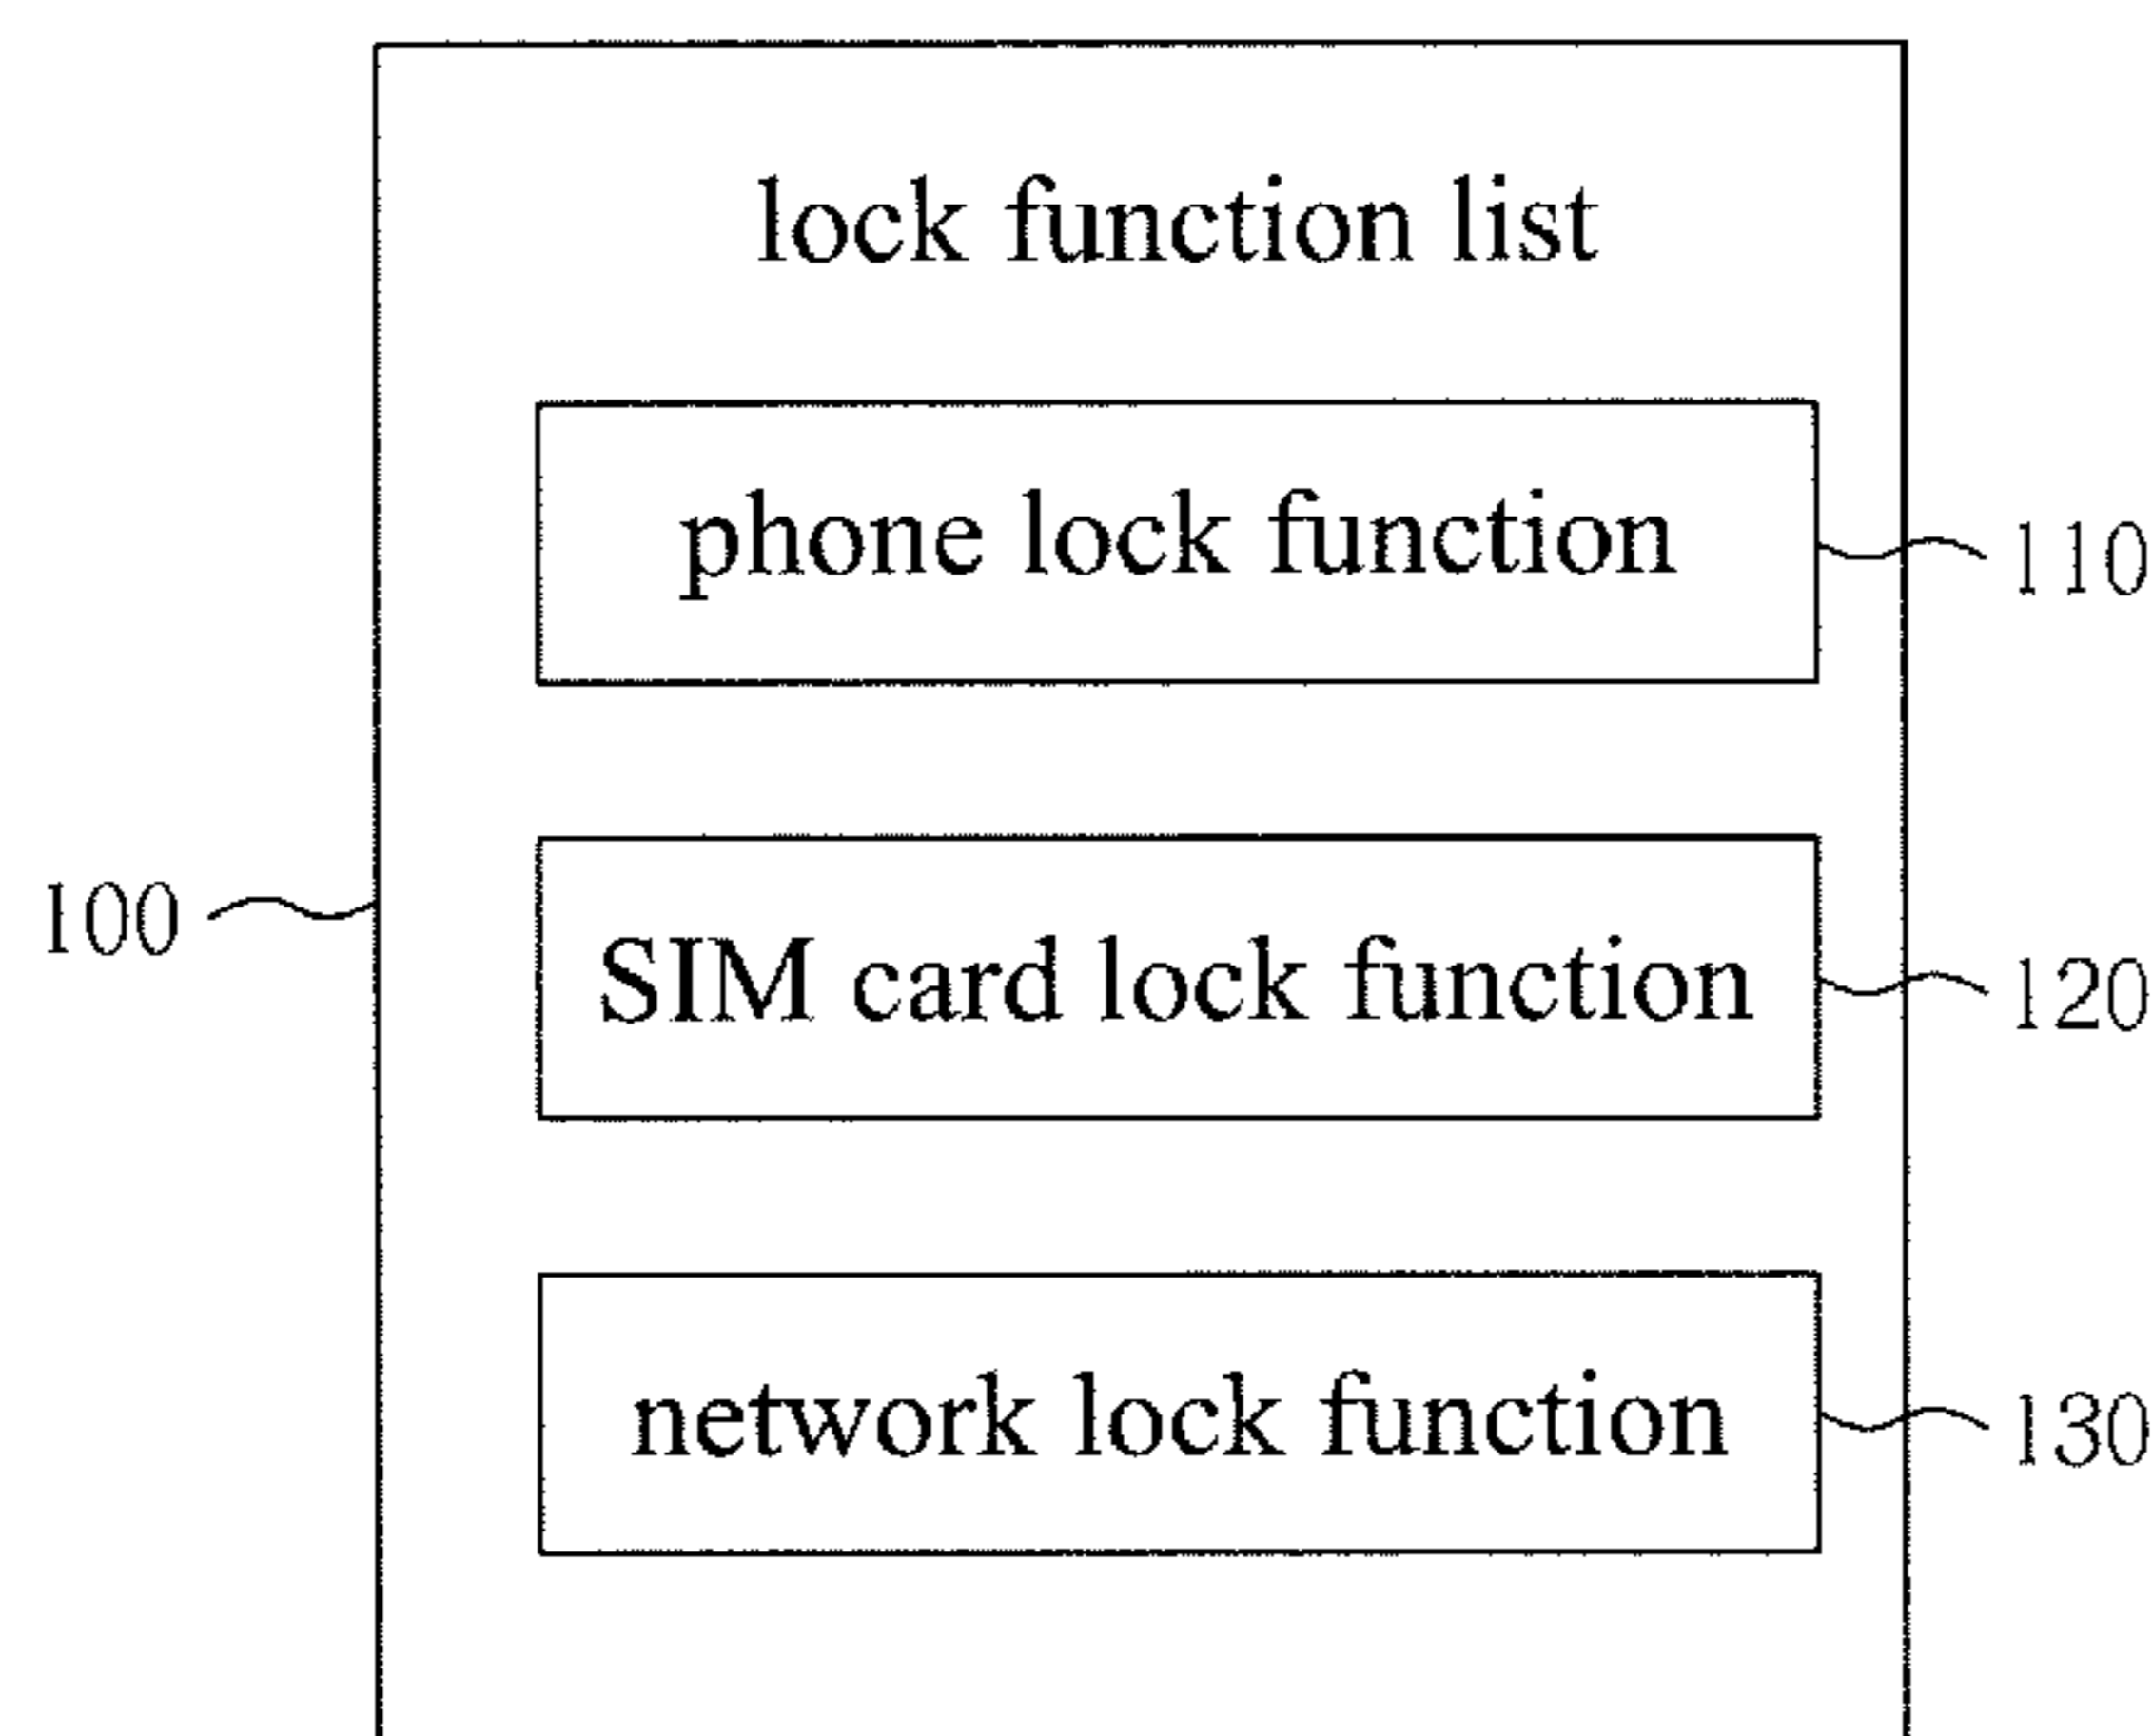 lock function list
phone lock function
110
100
SIM card lock function
120
network lock function
130